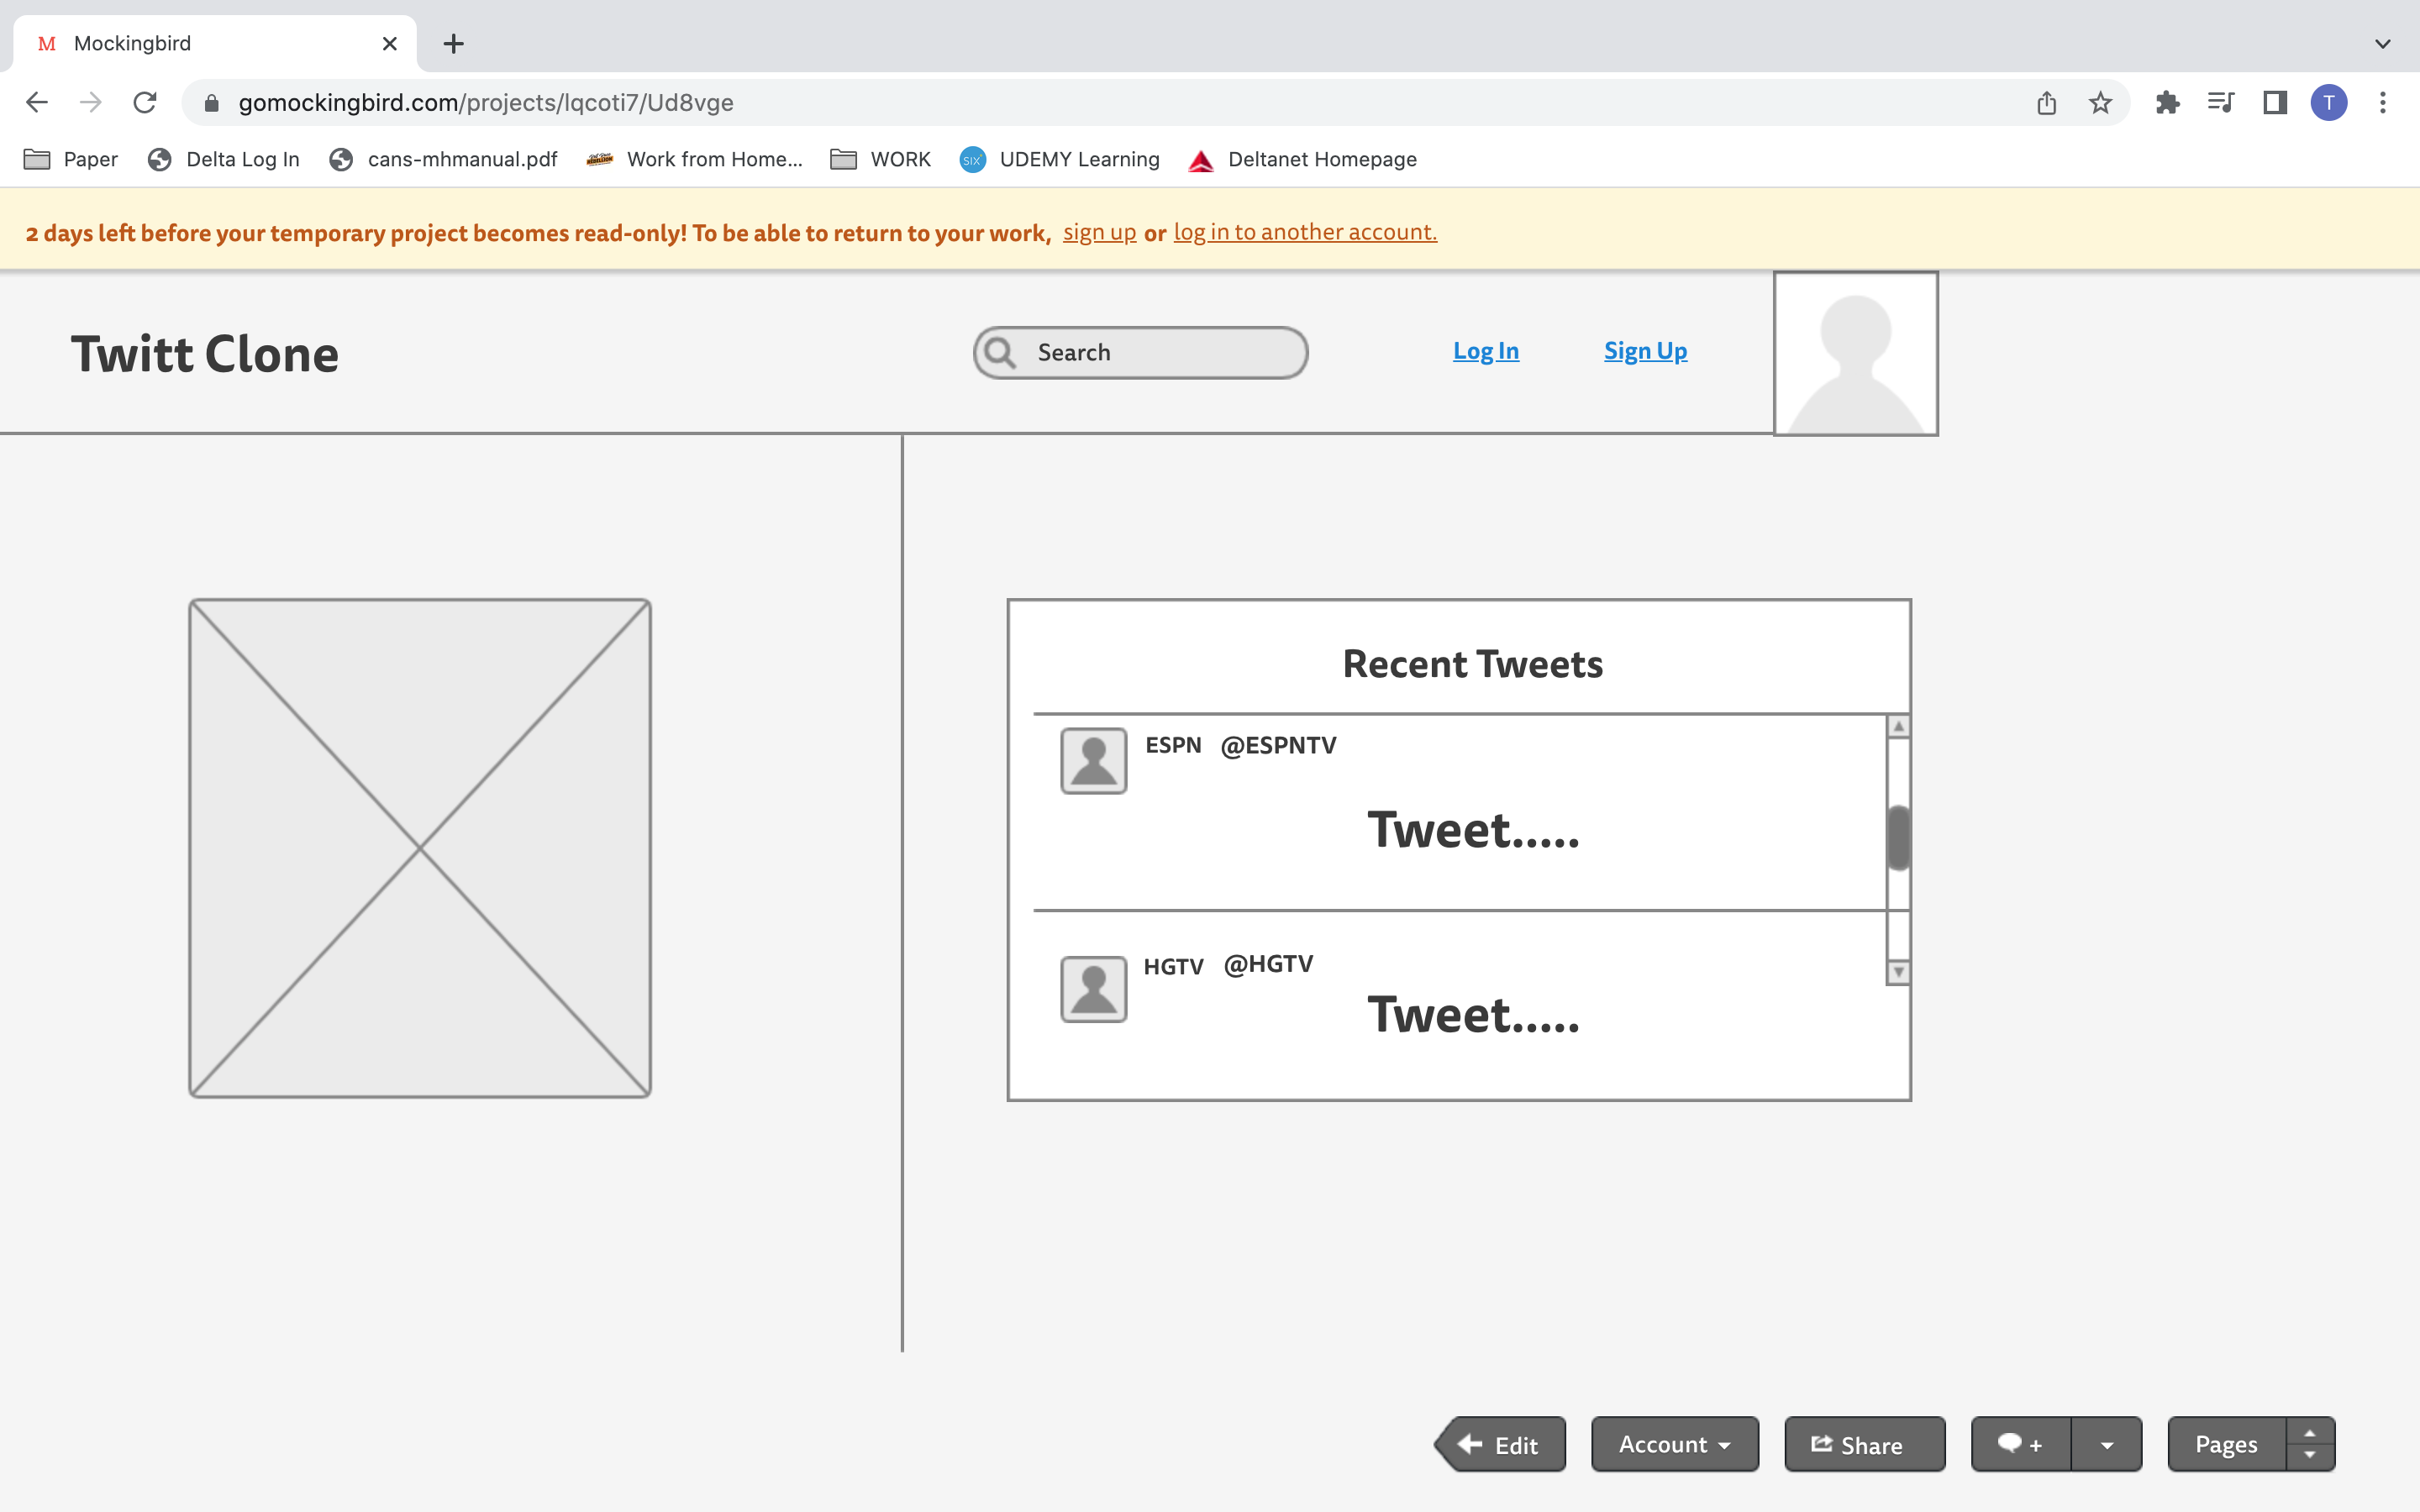 M Mockingbird
gomockingbird.com/projects/lqcoti7/Ud8vge
T
Paper Delta Log In cans-mhmanual.pdf Work from Home... WORK SIX UDEMY Learning Deltanet Homepage
2 days left before your temporary project becomes read-only! To be able to return to your work, sign up or log in to another account.
Twitt Clone Search Log In Sign Up
Recent Tweets
ESPN @ESPNTV
Tweet.....
HGTV @HGTV
Tweet.....
Edit Account Share + Pages